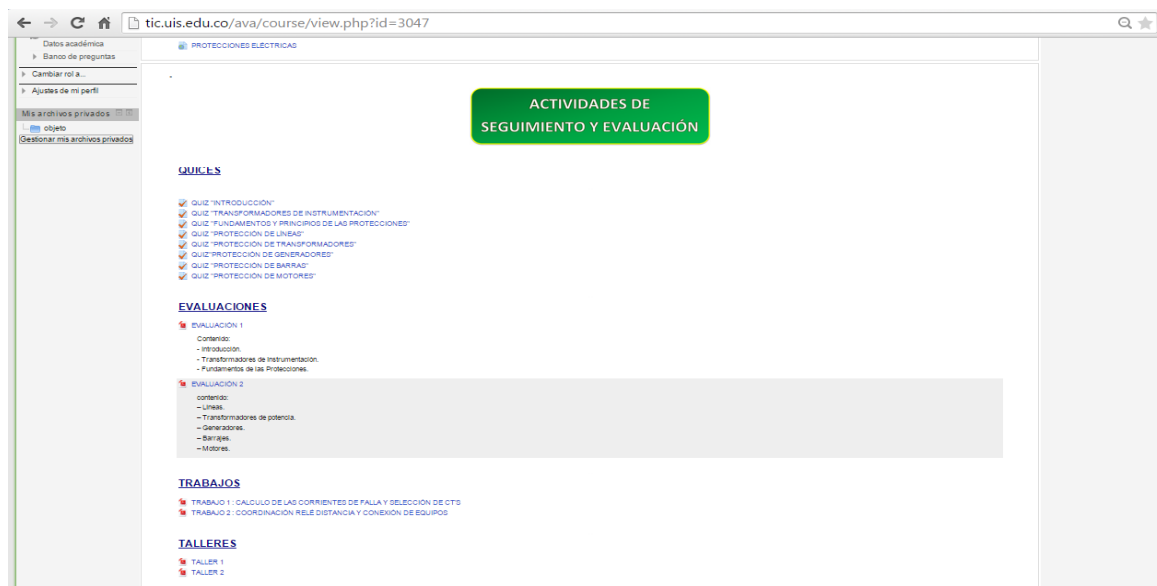 tic.uis.edu.co/ava/course/view.php?id=3047
Datos académica
Banco de preguntas
Cambiar rol a...
Ajustes de mi perfil
Mis archivos privados
objeto
Gestionar mis archivos privados
PROTECCIONES ELÉCTRICAS
ACTIVIDADES DE
SEGUIMIENTO Y EVALUACIÓN
QUICES
QUIZ "INTRODUCCIÓN"
QUIZ "TRANSFORMADORES DE INSTRUMENTACIÓN"
QUIZ "FUNDAMENTOS Y PRINCIPIOS DE LAS PROTECCIONES"
QUIZ "PROTECCIÓN DE LÍNEAS"
QUIZ "PROTECCIÓN DE TRANSFORMADORES"
QUIZ"PROTECCIÓN DE GENERADORES"
QUIZ "PROTECCIÓN DE BARRAS"
QUIZ "PROTECCIÓN DE MOTORES"
EVALUACIONES
EVALUACIÓN 1
Contenido:
- Introducción.
- Transformadores de Instrumentación.
- Fundamentos de las Protecciones.
EVALUACIÓN 2
contenido:
– Líneas.
– Transformadores de potencia.
– Generadores.
– Barrajes.
– Motores.
TRABAJOS
TRABAJO 1 : CALCULO DE LAS CORRIENTES DE FALLA Y SELECCIÓN DE CT'S
TRABAJO 2 : COORDINACIÓN RELÉ DISTANCIA Y CONEXIÓN DE EQUIPOS
TALLERES
TALLER 1
TALLER 2